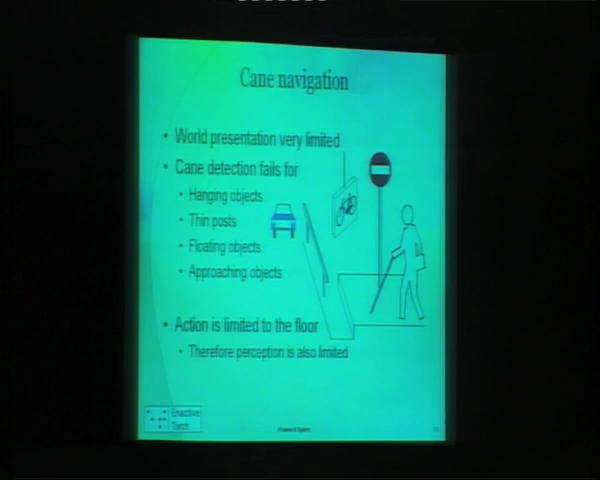 Cane navigation
• World presentation very limited
• Cane detection fails for
• Hanging objects
• Thin posts
• Floating objects
• Approaching objects
• Action is limited to the floor
• Therefore perception is also limited
Enactive
Torch